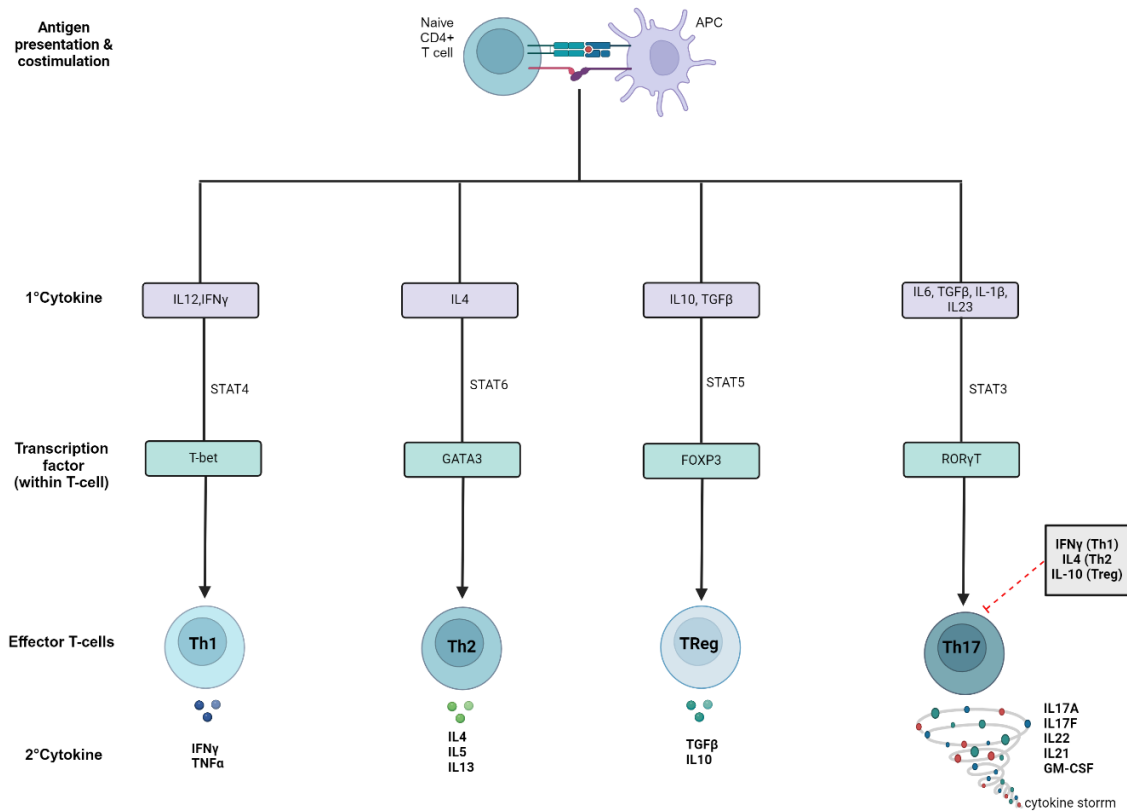 Antigen
presentation &
costimulation
Naive
CD4+
T cell
APC
1°Cytokine
IL12,IFNγ
IL4
IL10, TGFβ
IL6, TGFβ, IL-1β,
IL23
STAT4
STAT6
STAT5
STAT3
Transcription
factor
(within T-cell)
T-bet
GATA3
FOXP3
RORγT
IFNγ (Th1)
IL4 (Th2
IL-10 (Treg)
Effector T-cells
Th1
Th2
TReg
Th17
2°Cytokine
IFNγ
TNFα
IL4
IL5
IL13
TGFβ
IL10
IL17A
IL17F
IL22
IL21
GM-CSF
cytokine storrm